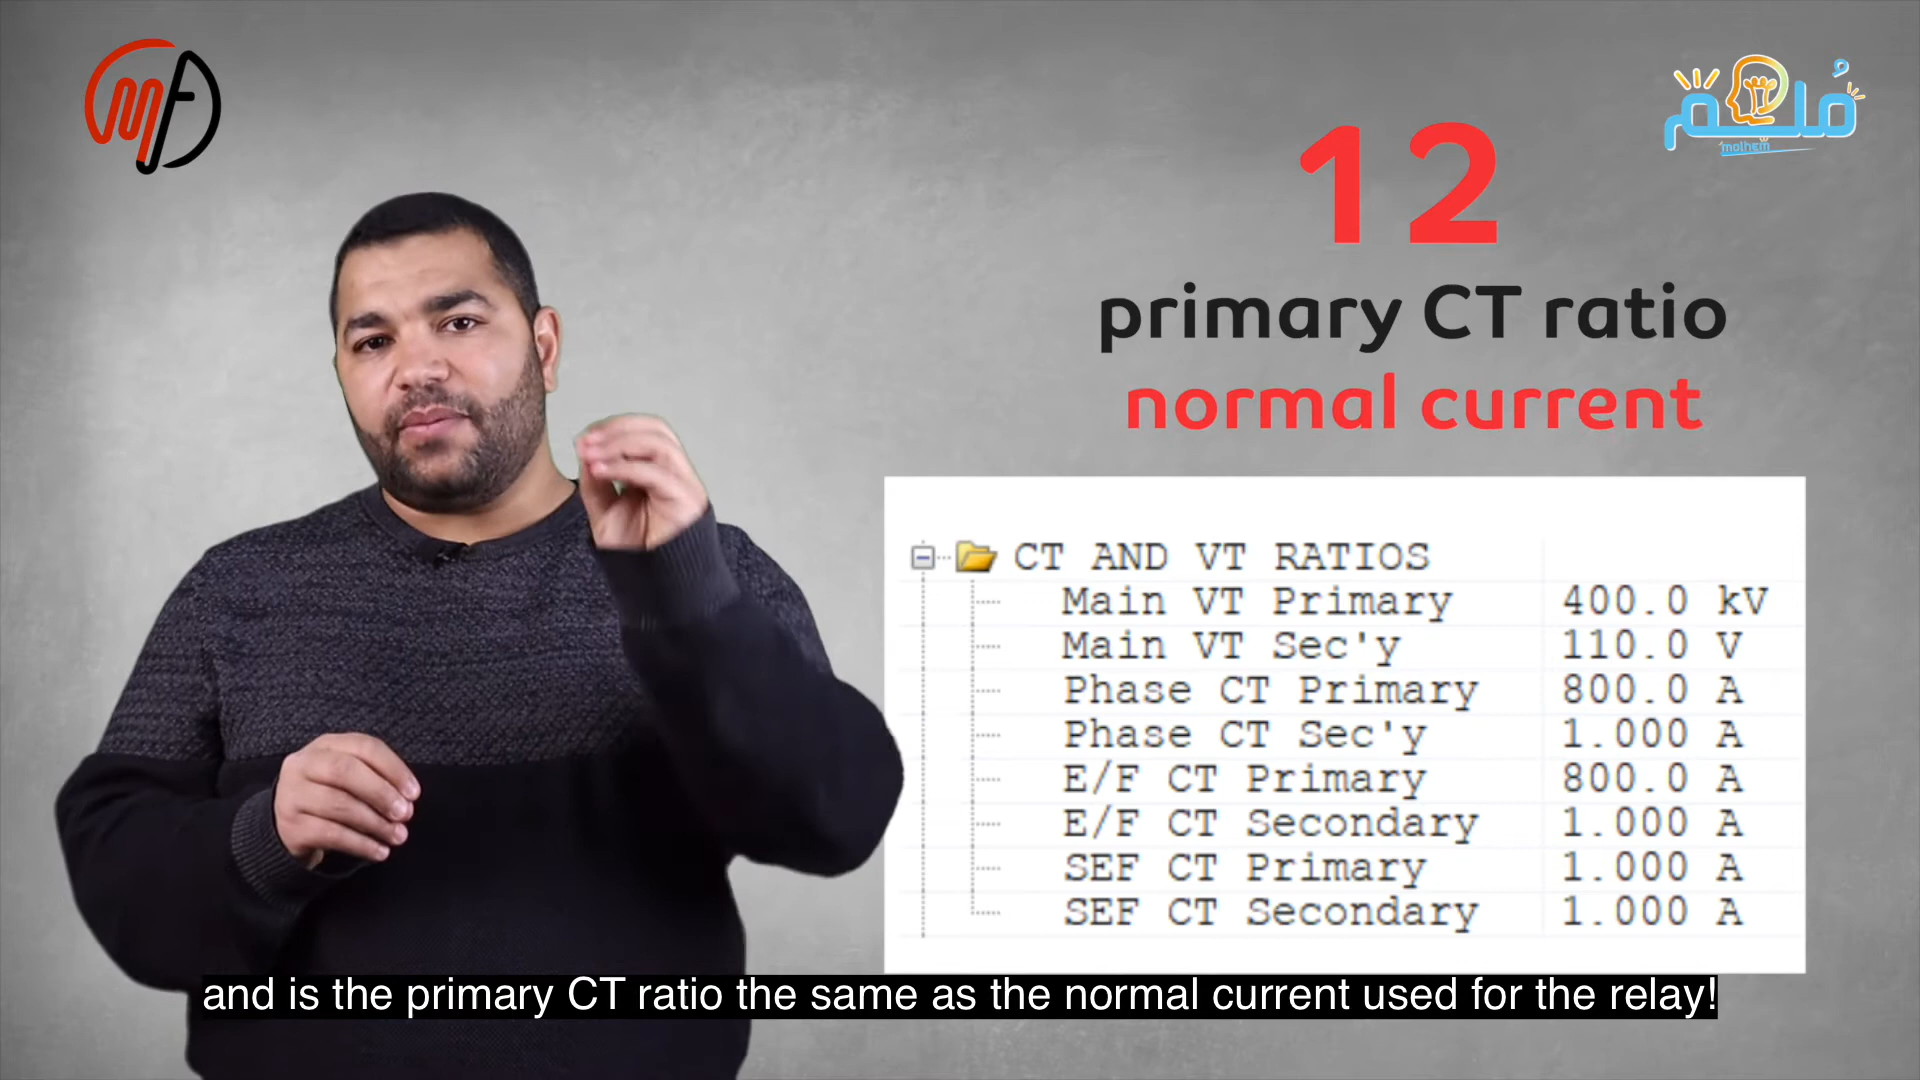 مُلهم
molhem
12
primary CT ratio
normal current
CT AND VT RATIOS
Main VT Primary 400.0 kV
Main VT Sec'y 110.0 V
Phase CT Primary 800.0 A
Phase CT Sec'y 1.000 A
E/F CT Primary 800.0 A
E/F CT Secondary 1.000 A
SEF CT Primary 1.000 A
SEF CT Secondary 1.000 A
and is the primary CT ratio the same as the normal current used for the relay!